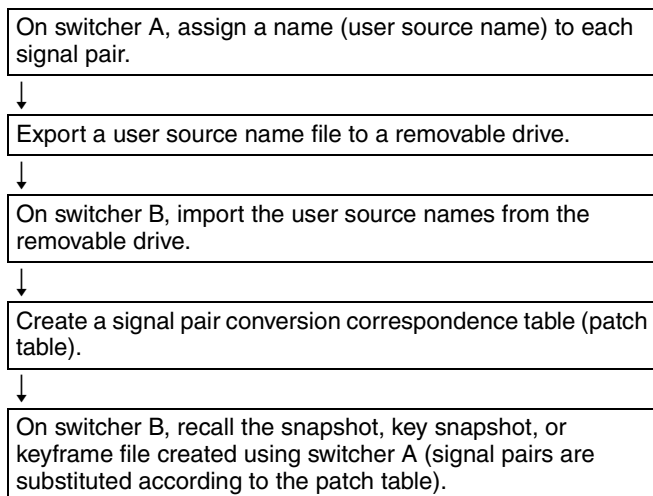 On switcher A, assign a name (user source name) to each
signal pair.
Export a user source name file to a removable drive.
On switcher B, import the user source names from the
removable drive.
Create a signal pair conversion correspondence table (patch
table).
On switcher B, recall the snapshot, key snapshot, or
keyframe file created using switcher A (signal pairs are
substituted according to the patch table).